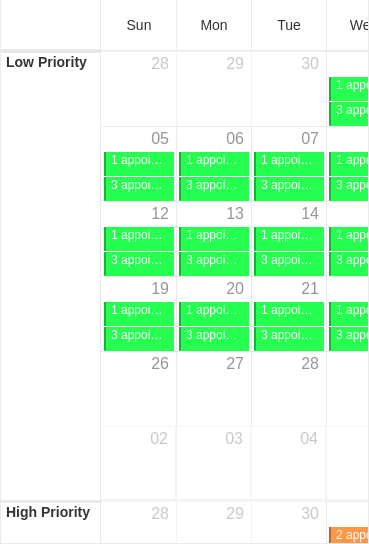 Sun Mon Tue We
Low Priority 28 29 30
1 appo
3 appo
05 06 07
1 appoi... 1 appoi... 1 appoi... 1 appo
3 appoi... 3 appoi... 3 appoi... 3 appo
12 13 14
1 appoi... 1 appoi... 1 appoi... 1 appo
3 appoi... 3 appoi... 3 appoi... 3 appo
19 20 21
1 appoi... 1 appoi... 1 appoi... 1 appo
3 appoi... 3 appoi... 3 appoi... 3 appo
26 27 28
02 03 04
High Priority 28 29 30
2 appo